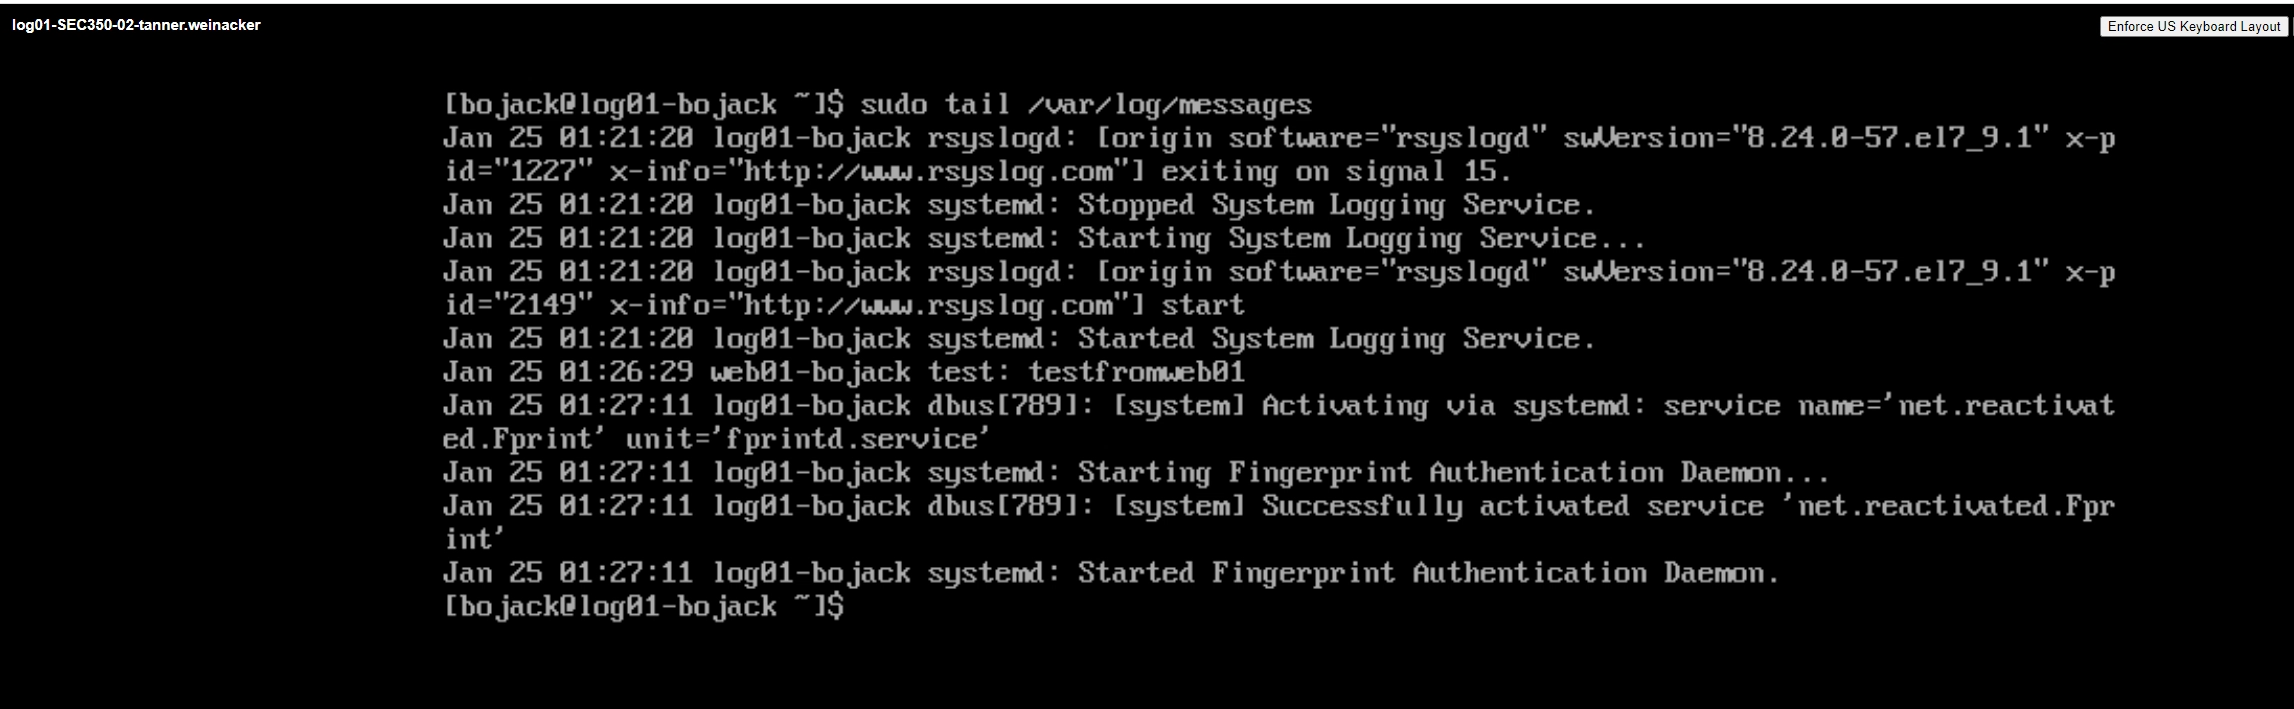 log01-SEC350-02-tanner.weinacker
Enforce US Keyboard Layout
[bojack@log01-bojack ~]$ sudo tail /var/log/messages
Jan 25 01:21:20 log01-bojack rsyslogd: [origin software="rsyslogd" swVersion="8.24.0-57.el7_9.1" x-p
id="1227" x-info="http://www.rsyslog.com"] exiting on signal 15.
Jan 25 01:21:20 log01-bojack systemd: Stopped System Logging Service.
Jan 25 01:21:20 log01-bojack systemd: Starting System Logging Service...
Jan 25 01:21:20 log01-bojack rsyslogd: [origin software="rsyslogd" swVersion="8.24.0-57.el7_9.1" x-p
id="2149" x-info="http://www.rsyslog.com"] start
Jan 25 01:21:20 log01-bojack systemd: Started System Logging Service.
Jan 25 01:26:29 web01-bojack test: testfromweb01
Jan 25 01:27:11 log01-bojack dbus[789]: [system] Activating via systemd: service name='net.reactivat
ed.Fprint' unit='fprintd.service'
Jan 25 01:27:11 log01-bojack systemd: Starting Fingerprint Authentication Daemon...
Jan 25 01:27:11 log01-bojack dbus[789]: [system] Successfully activated service 'net.reactivated.Fpr
int'
Jan 25 01:27:11 log01-bojack systemd: Started Fingerprint Authentication Daemon.
[bojack@log01-bojack ~]$